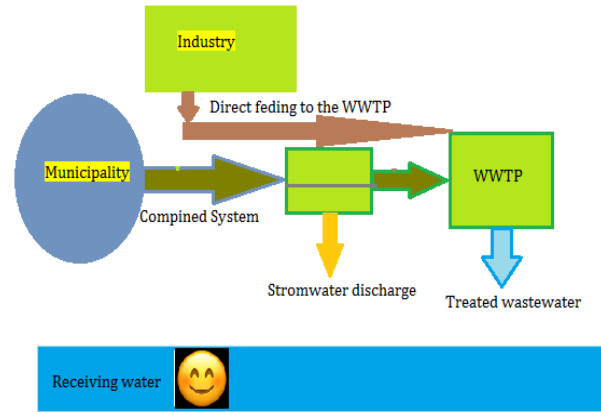 Industry
Direct feding to the WWTP
Municipality
WWTP
Compined System
Stromwater discharge
Treated wastewater
Receiving water